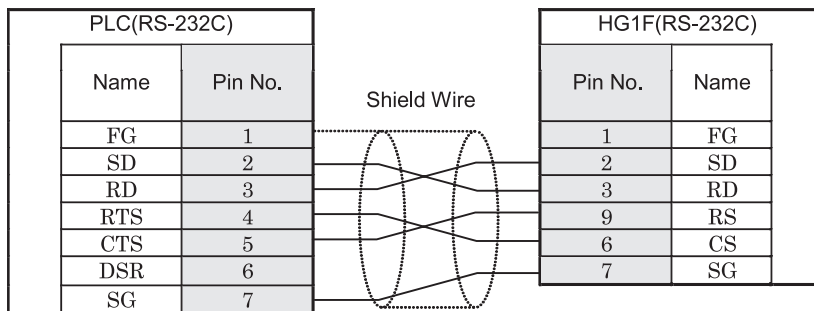 PLC(RS-232C)
HG1F(RS-232C)
Name Pin No.
Shield Wire
Pin No. Name
FG 1
1 FG
SD 2
2 SD
RD 3
3 RD
RTS 4
9 RS
CTS 5
6 CS
DSR 6
7 SG
SG 7